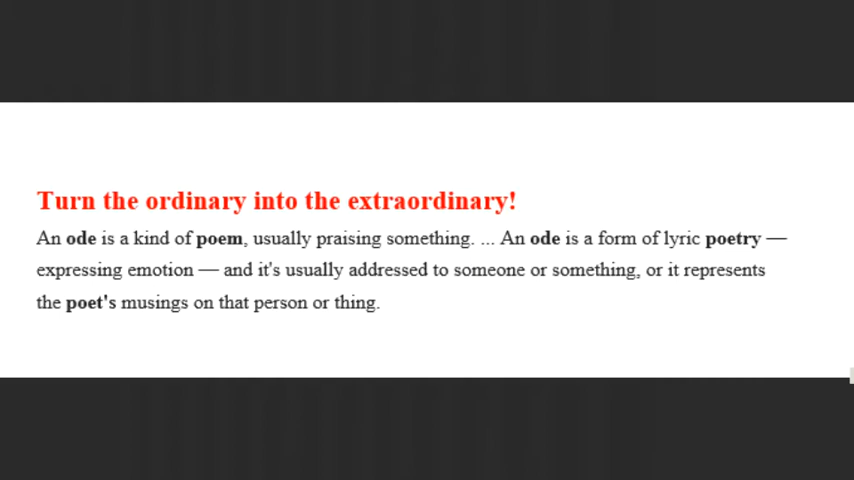 Turn the ordinary into the extraordinary!
An ode is a kind of poem, usually praising something. ... An ode is a form of lyric poetry —
expressing emotion — and it's usually addressed to someone or something, or it represents
the poet's musings on that person or thing.